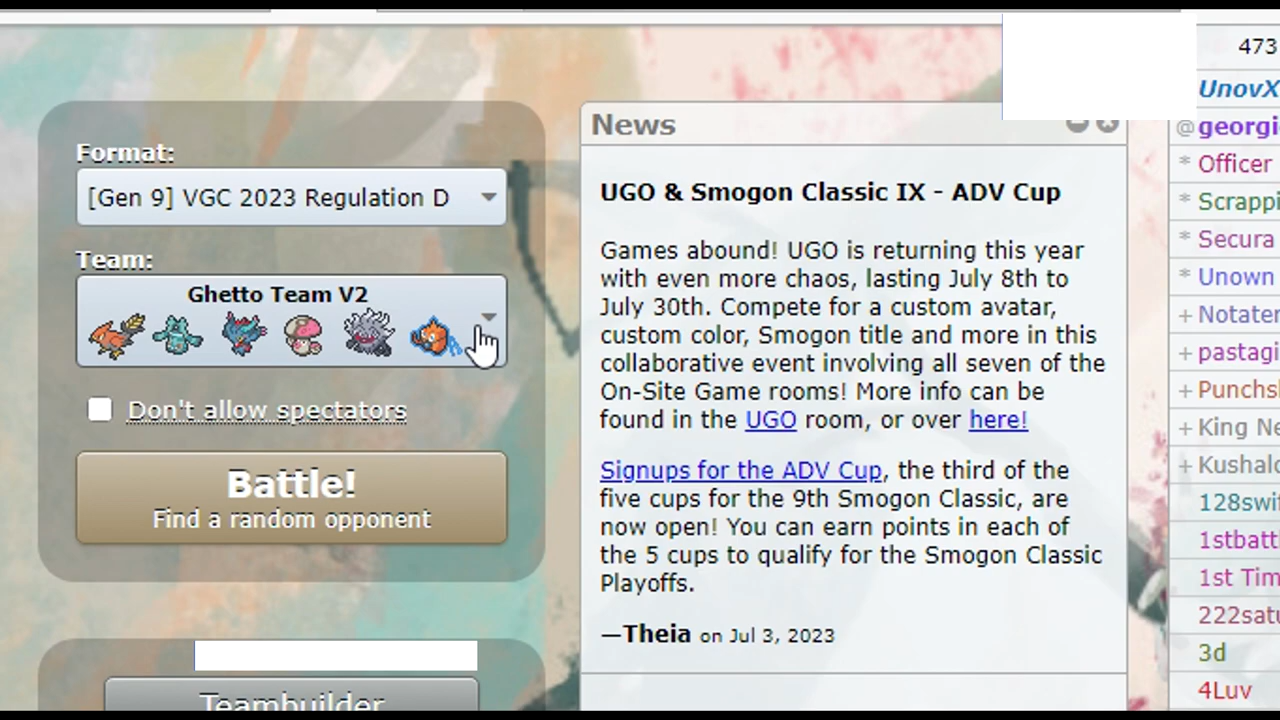 Format:
[Gen 9] VGC 2023 Regulation D
Team:
Ghetto Team V2
Don't allow spectators
Battle!
Find a random opponent
Teambuilder
News
UGO & Smogon Classic IX - ADV Cup
Games abound! UGO is returning this year
with even more chaos, lasting July 8th to
July 30th. Compete for a custom avatar,
custom color, Smogon title and more in this
collaborative event involving all seven of the
On-Site Game rooms! More info can be
found in the UGO room, or over here!
Signups for the ADV Cup, the third of the
five cups for the 9th Smogon Classic, are
now open! You can earn points in each of
the 5 cups to qualify for the Smogon Classic
Playoffs.
—Theia on Jul 3, 2023
473
UnovX
@georgi
* Officer
* Scrappi
* Secura
* Unown
+ Notater
+ pastagi
+ Punchsh
+ King Ne
+ Kushalo
128swif
1stbatt
1st Tim
222satu
3d
4Luv